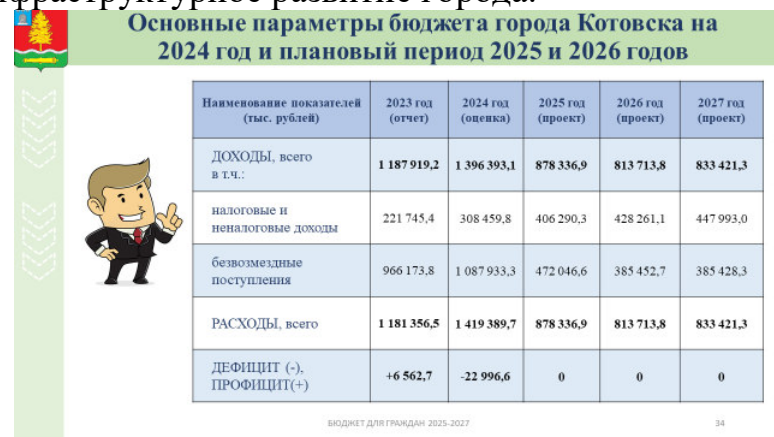 фраструктурное развитие города.
Основные параметры бюджета города Котовска на
2024 год и плановый период 2025 и 2026 годов
Наименование показателей (тыс. рублей) 2023 год (отчет) 2024 год (оценка) 2025 год (проект) 2026 год (проект) 2027 год (проект)
ДОХОДЫ, всего в т.ч.: 1 187 919,2 1 396 393,1 878 336,9 813 713,8 833 421,3
налоговые и неналоговые доходы 221 745,4 308 459,8 406 290,3 428 261,1 447 993,0
безвозмездные поступления 966 173,8 1 087 933,3 472 046,6 385 452,7 385 428,3
РАСХОДЫ, всего 1 181 356,5 1 419 389,7 878 336,9 813 713,8 833 421,3
ДЕФИЦИТ (-), ПРОФИЦИТ(+) +6 562,7 -22 996,6 0 0 0
БЮДЖЕТ ДЛЯ ГРАЖДАН 2025-2027 34